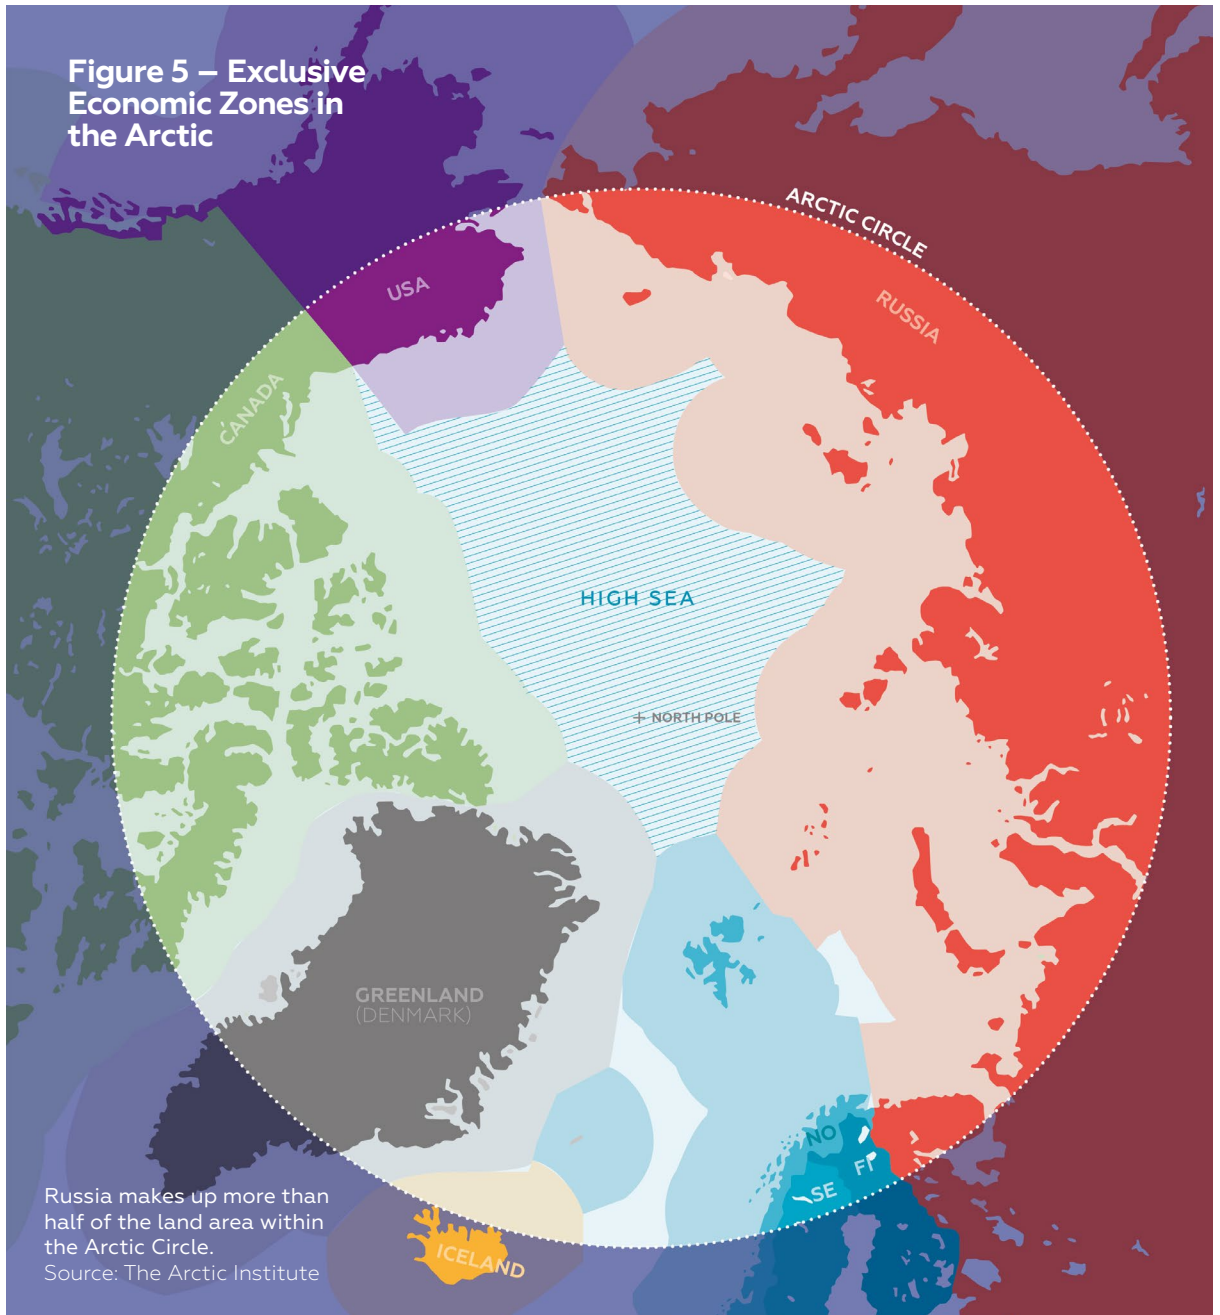 Figure 5 – Exclusive
Economic Zones in
the Arctic
ARCTIC CIRCLE
USA
RUSSIA
CANADA
HIGH SEA
NORTH POLE
GREENLAND
(DENMARK)
NO
FI
SE
ICELAND
Russia makes up more than
half of the land area within
the Arctic Circle.
Source: The Arctic Institute